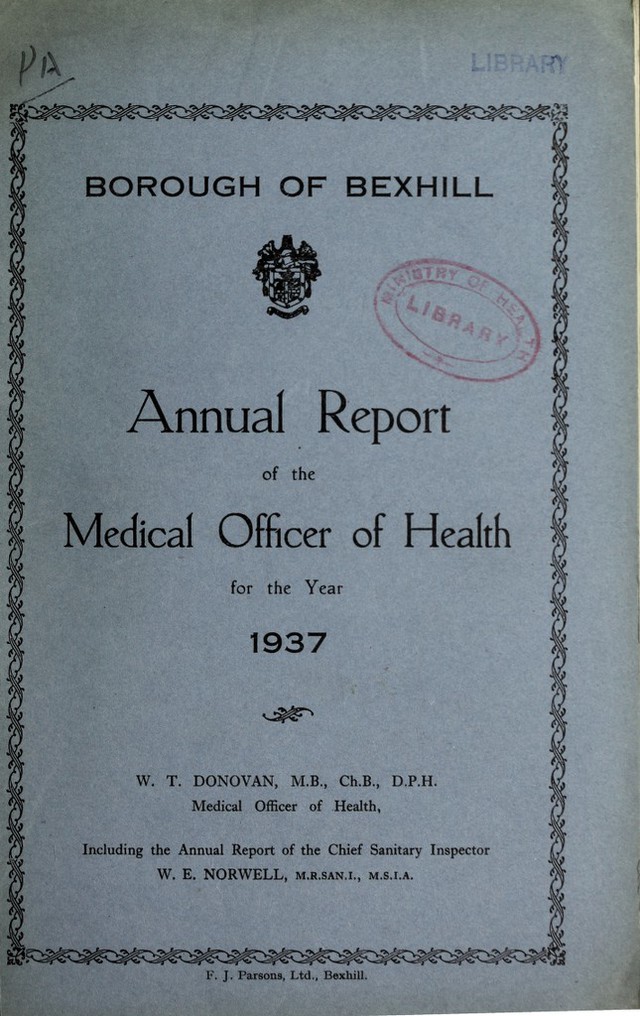 PA
LIBRARY
BOROUGH OF BEXHILL
MINISTRY OF HEALTH
LIBRARY
Annual Report
of the
Medical Officer of Health
for the Year
1937
W. T. DONOVAN, M.B., Ch.B., D.P.H.
Medical Officer of Health,
Including the Annual Report of the Chief Sanitary Inspector
W. E. NORWELL, M.R.SAN.I., M.S.I.A.
F. J. Parsons, Ltd., Bexhill.